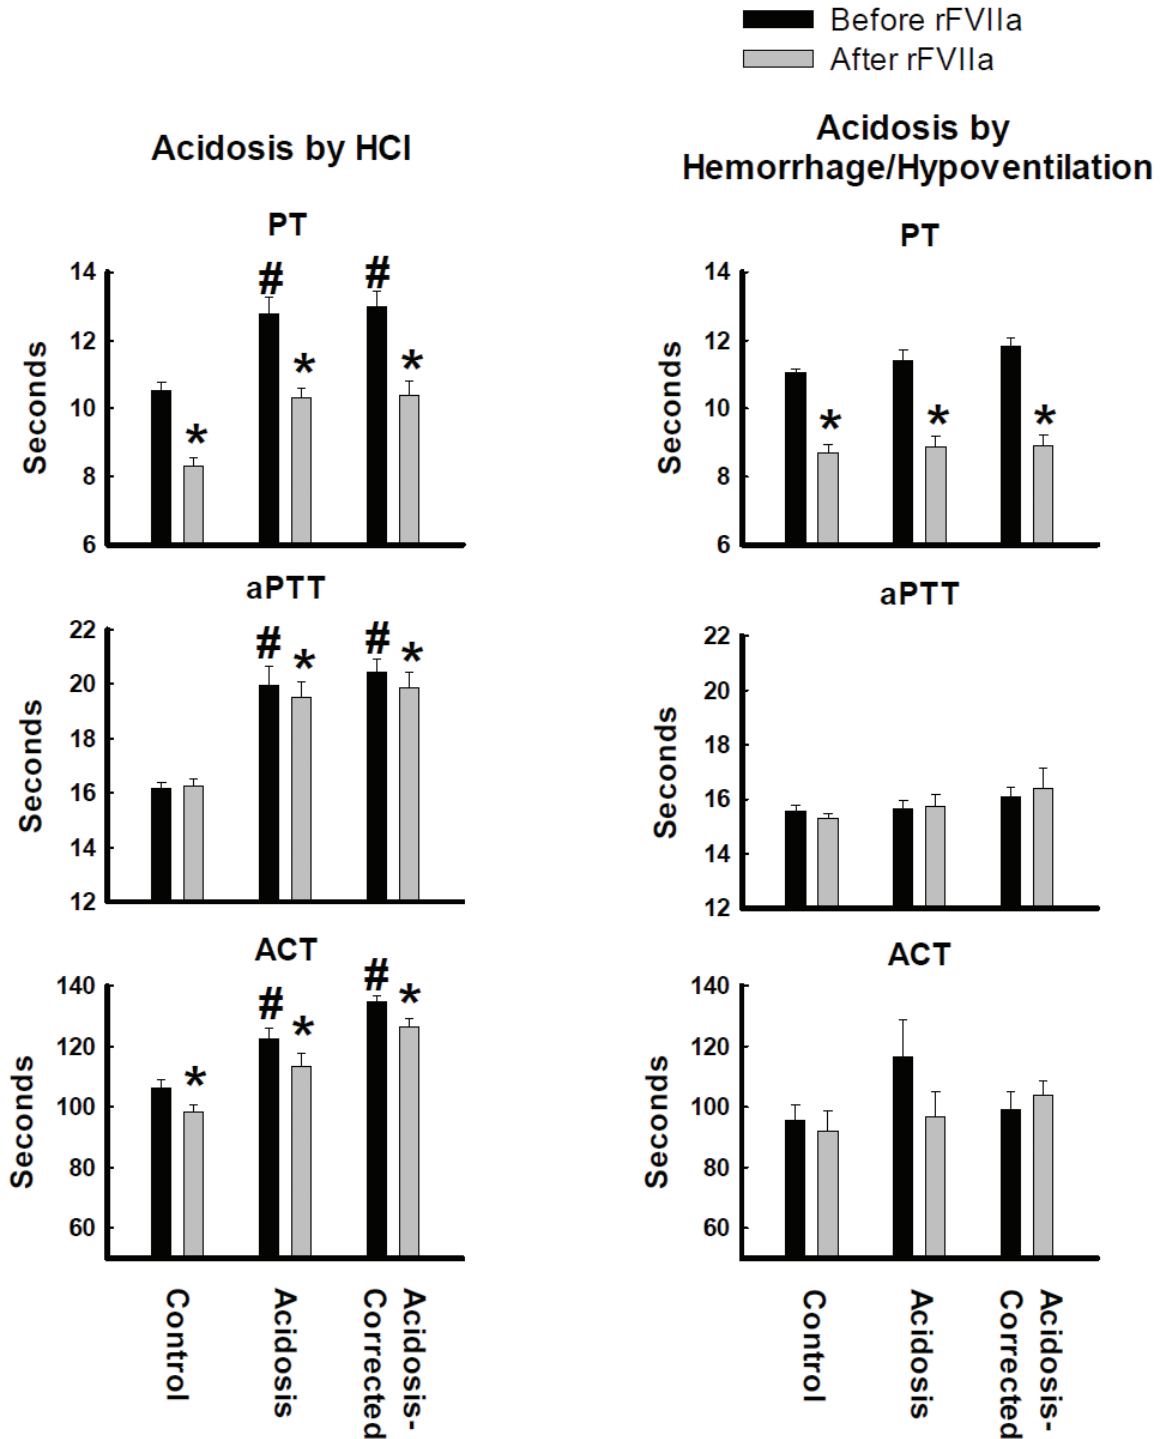 Before rFVIIa
After rFVIIa
Acidosis by HCl
PT
#
#
*
*
*
14
12
10
8
6
Seconds
aPTT
#
#
*
*
22
20
18
16
14
12
Seconds
ACT
#
#
*
*
*
140
120
100
80
60
Seconds
Control
Acidosis
Acidosis-
Corrected
Acidosis by
Hemorrhage/Hypoventilation
PT
*
*
*
14
12
10
8
6
Seconds
aPTT
22
20
18
16
14
12
Seconds
ACT
140
120
100
80
60
Seconds
Control
Acidosis
Acidosis-
Corrected